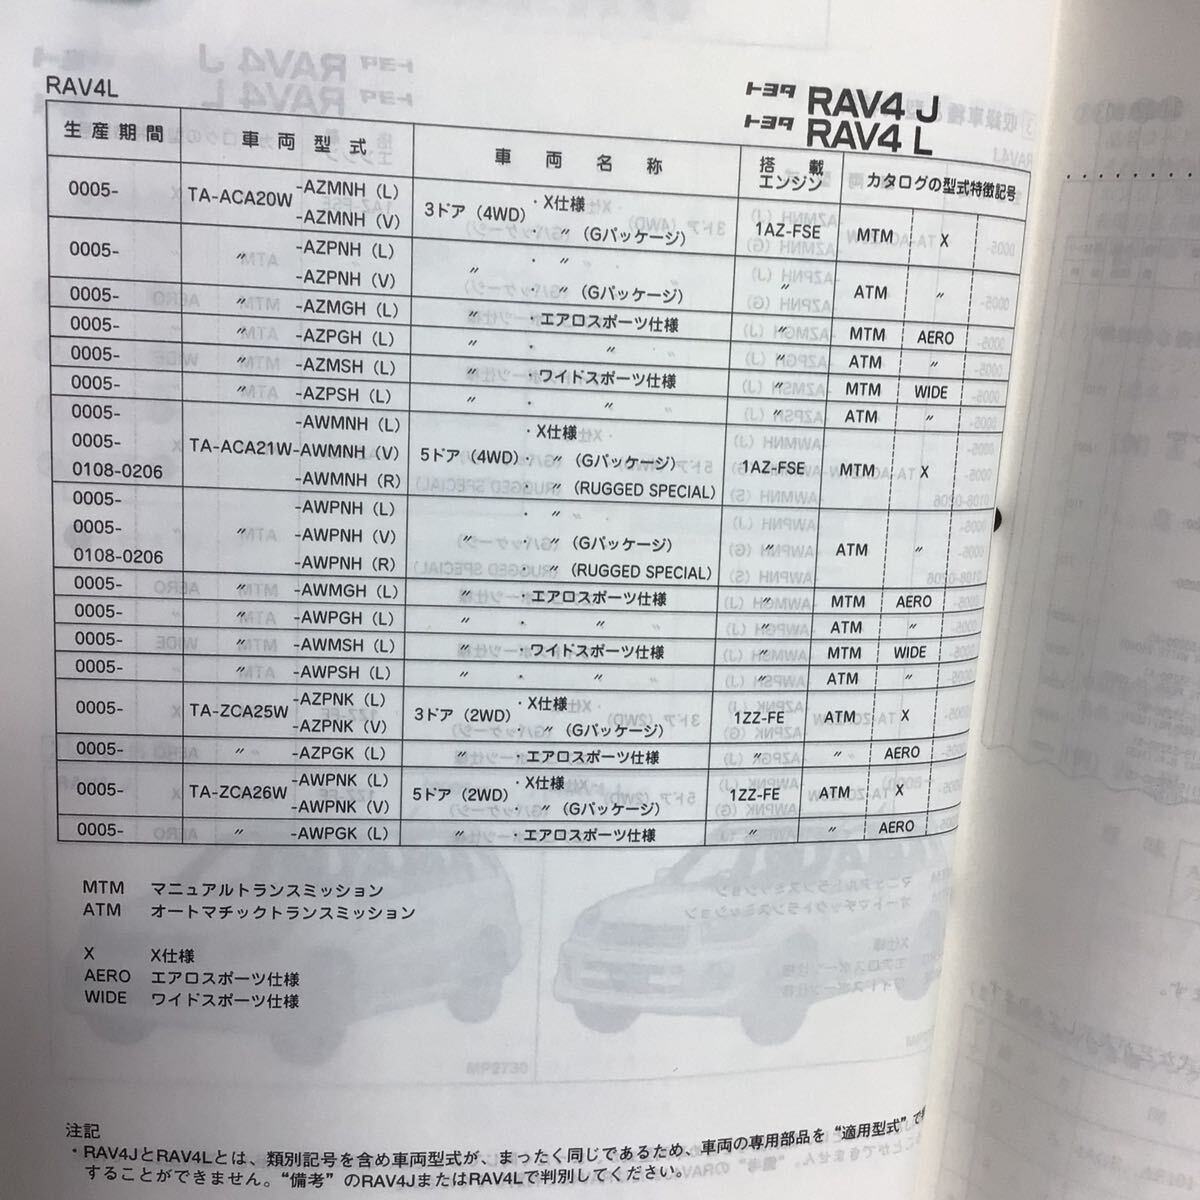 RAV4L
トヨタ RAV4 J
トヨタ RAV4 L
生産期間 車両型式 車両名称 搭載エンジン カタログの型式特徴記号
0005- TA-ACA20W -AZMNH (L) 3ドア (4WD) ・X仕様 1AZ-FSE MTM X
-AZMNH (V) ・ 〃 (Gパッケージ)
0005- 〃 -AZPNH (L) 〃 ・ 〃 〃 ATM 〃
-AZPNH (V) ・ 〃 (Gパッケージ)
0005- 〃 -AZMGH (L) 〃 ・エアロスポーツ仕様 〃 MTM AERO
0005- 〃 -AZPGH (L) 〃 ・ 〃 〃 ATM 〃
0005- 〃 -AZMSH (L) 〃 ・ワイドスポーツ仕様 〃 MTM WIDE
0005- 〃 -AZPSH (L) 〃 ・ 〃 〃 ATM 〃
0005- -AWMNH (L) ・X仕様
0005- TA-ACA21W -AWMNH (V) 5ドア (4WD) ・ 〃 (Gパッケージ) 1AZ-FSE MTM X
0108-0206 -AWMNH (R) ・ 〃 (RUGGED SPECIAL)
0005- -AWPNH (L) ・ 〃
0005- 〃 -AWPNH (V) 〃 ・ 〃 (Gパッケージ) 〃 ATM 〃
0108-0206 -AWPNH (R) ・ 〃 (RUGGED SPECIAL)
0005- 〃 -AWMGH (L) 〃 ・エアロスポーツ仕様 〃 MTM AERO
0005- 〃 -AWPGH (L) 〃 ・ 〃 〃 ATM 〃
0005- 〃 -AWMSH (L) 〃 ・ワイドスポーツ仕様 〃 MTM WIDE
0005- 〃 -AWPSH (L) 〃 ・ 〃 〃 ATM 〃
0005- TA-ZCA25W -AZPNK (L) 3ドア (2WD) ・X仕様 1ZZ-FE ATM X
-AZPNK (V) ・ 〃 (Gパッケージ)
0005- 〃 -AZPGK (L) 〃 ・エアロスポーツ仕様 〃 〃 AERO
0005- TA-ZCA26W -AWPNK (L) 5ドア (2WD) ・X仕様 1ZZ-FE ATM X
-AWPNK (V) ・ 〃 (Gパッケージ)
0005- 〃 -AWPGK (L) 〃 ・エアロスポーツ仕様 〃 〃 AERO
MTM マニュアルトランスミッション
ATM オートマチックトランスミッション
X X仕様
AERO エアロスポーツ仕様
WIDE ワイドスポーツ仕様
注記
・RAV4JとRAV4Lとは、類別記号を含め車両型式が、まったく同じであるため、車両の専用部品を“適用型式”で
することができません。“備考”のRAV4JまたはRAV4Lで判別してください。